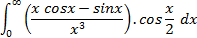 ∫₀^∞ ( (x cosx − sinx) / x³ ) . cos x/2 dx